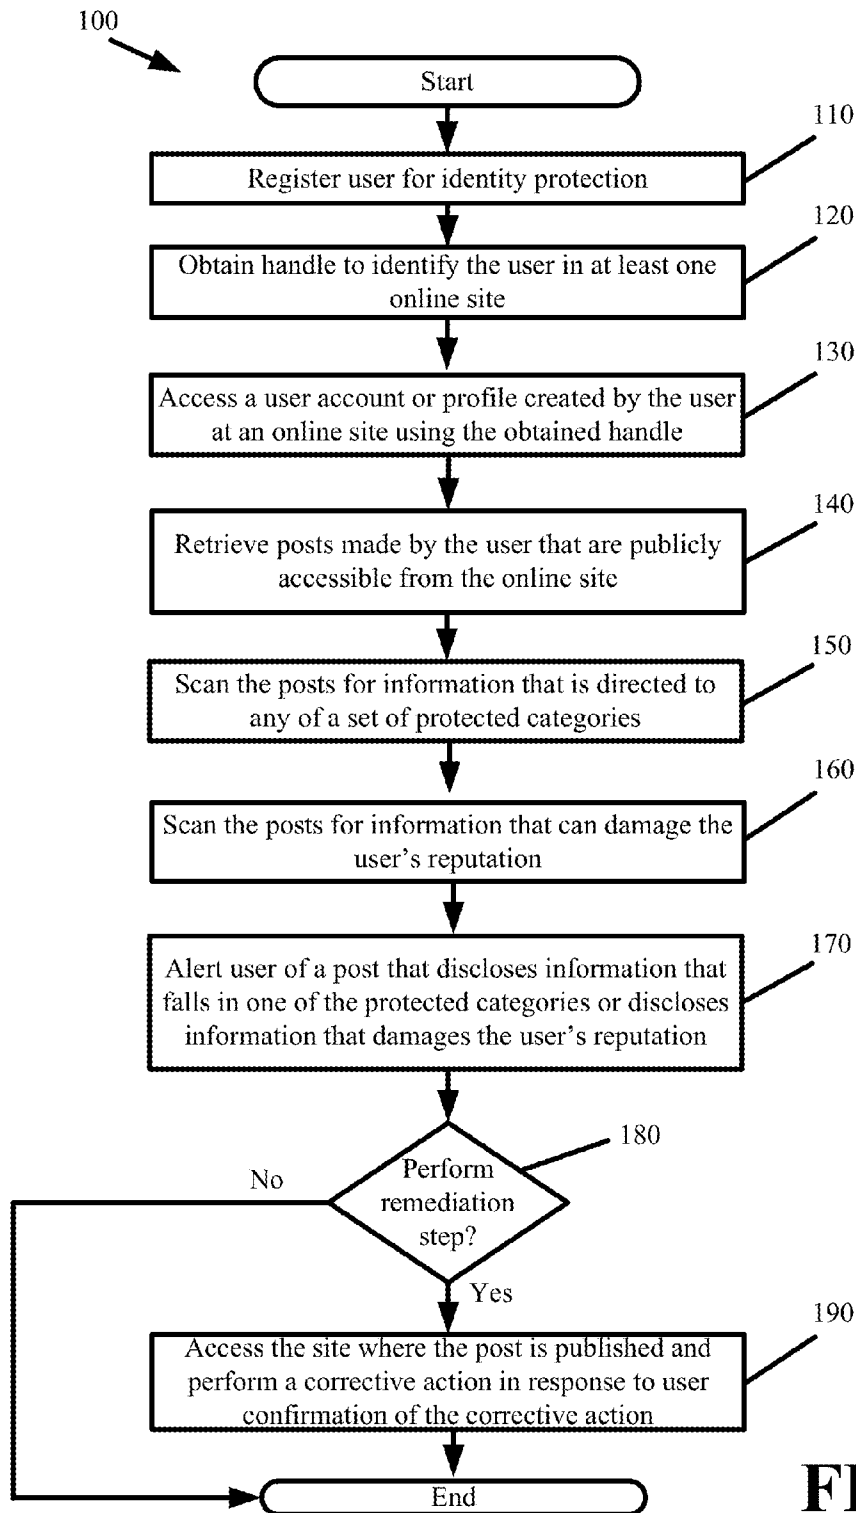 100
Start
110
Register user for identity protection
120
Obtain handle to identify the user in at least one
online site
130
Access a user account or profile created by the user
at an online site using the obtained handle
140
Retrieve posts made by the user that are publicly
accessible from the online site
150
Scan the posts for information that is directed to
any of a set of protected categories
160
Scan the posts for information that can damage the
user's reputation
170
Alert user of a post that discloses information that
falls in one of the protected categories or discloses
information that damages the user's reputation
180
Perform
remediation
step?
No
Yes
190
Access the site where the post is published and
perform a corrective action in response to user
confirmation of the corrective action
End